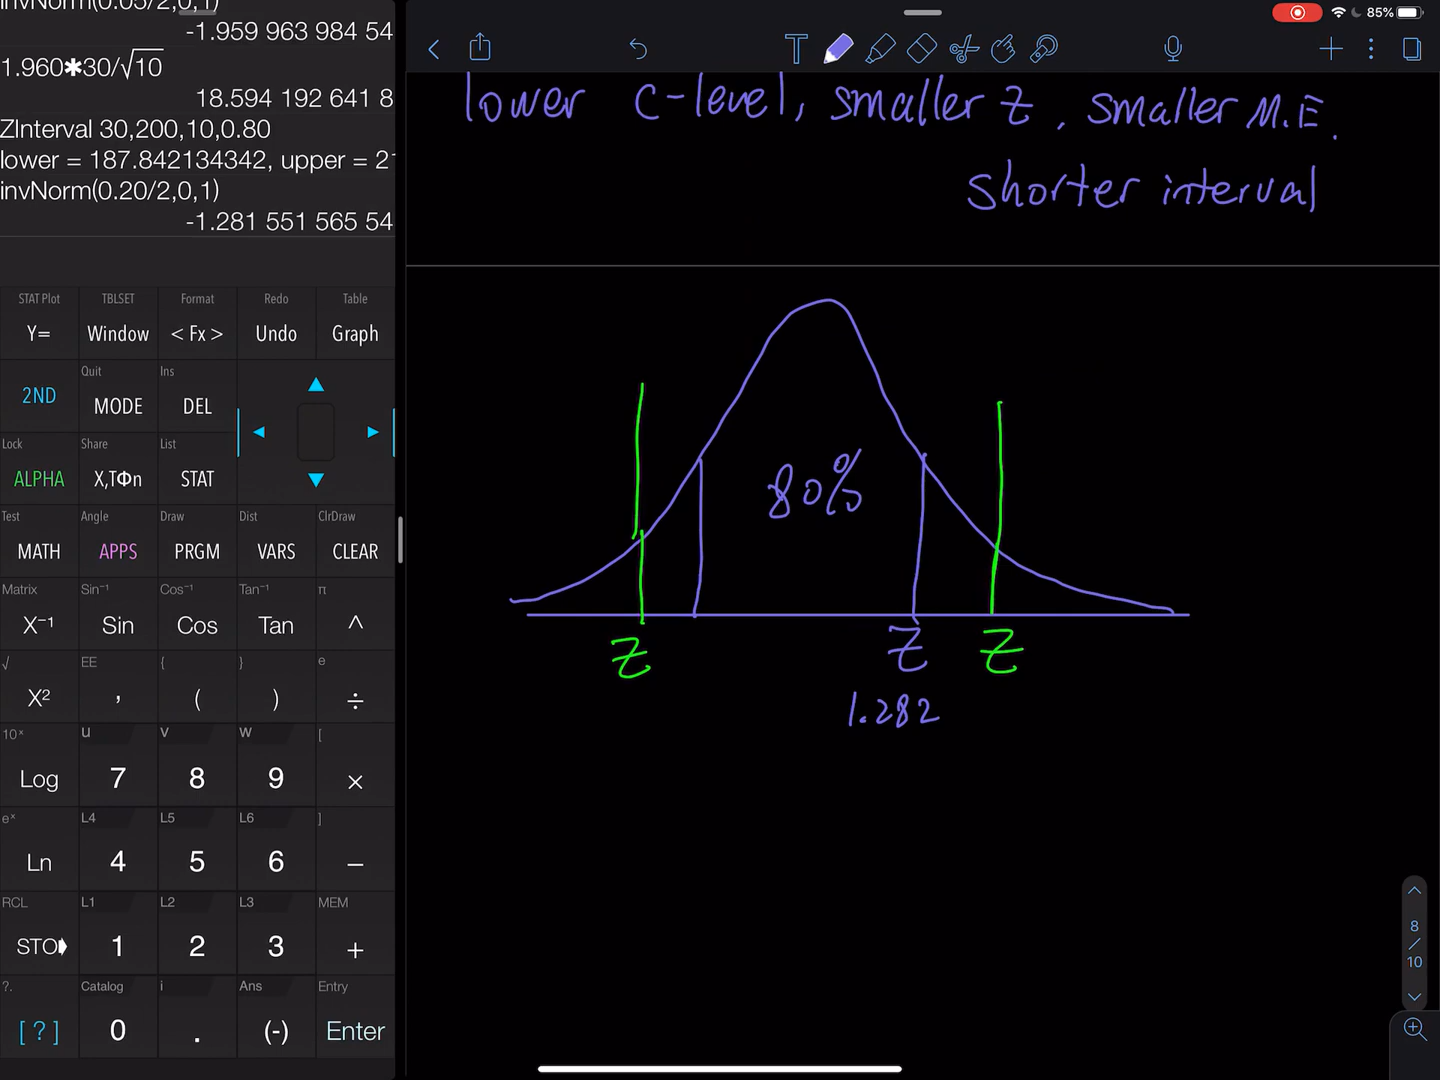 -1.959 963 984 54
1.960✱30/√10
18.594 192 641 8
ZInterval 30,200,10,0.80
lower = 187.842134342, upper = 2
invNorm(0.20/2,0,1)
-1.281 551 565 54
STAT Plot TBLSET Format Redo Table
Y= Window < Fx > Undo Graph
Quit Ins
2ND MODE DEL
Lock Share List
ALPHA X,TΦn STAT
Test Angle Draw Dist ClrDraw
MATH APPS PRGM VARS CLEAR
Matrix Sin⁻¹ Cos⁻¹ Tan⁻¹ π
X⁻¹ Sin Cos Tan ^
√ EE { } e
X² , ( ) ÷
10ˣ u v w [
Log 7 8 9 ×
eˣ L4 L5 L6 ]
Ln 4 5 6 −
RCL L1 L2 L3 MEM
STO 1 2 3 +
?. Catalog i Ans Entry
[ ? ] 0 . (-) Enter
85%
T
lower C-level, smaller Z, smaller M.E.
shorter interval
80%
Z Z Z
1.282
8
/
10